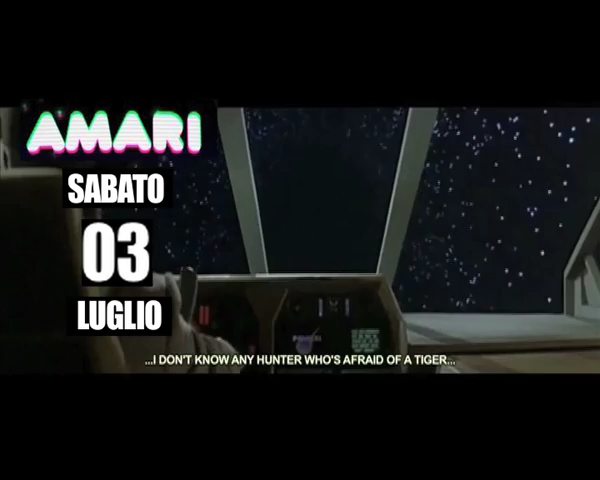 AMARI
SABATO
03
LUGLIO
...I DON'T KNOW ANY HUNTER WHO'S AFRAID OF A TIGER...